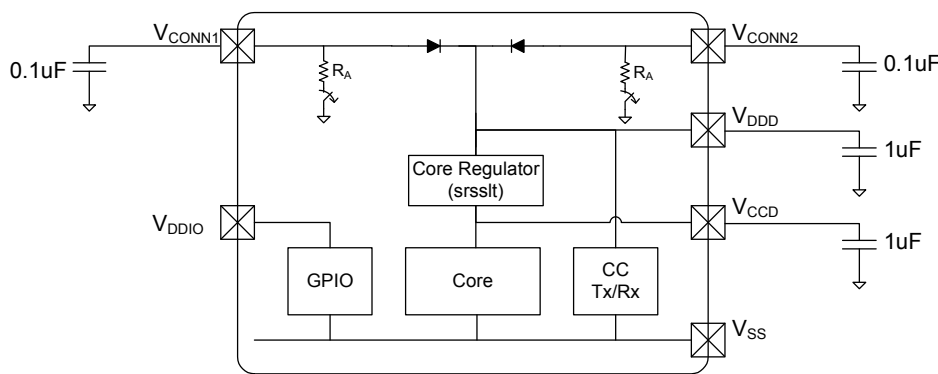 VCONN1
VCONN2
0.1uF
RA
RA
0.1uF
VDDD
Core Regulator
(srsslt)
1uF
VDDIO
VCCD
1uF
GPIO
Core
CC
Tx/Rx
VSS